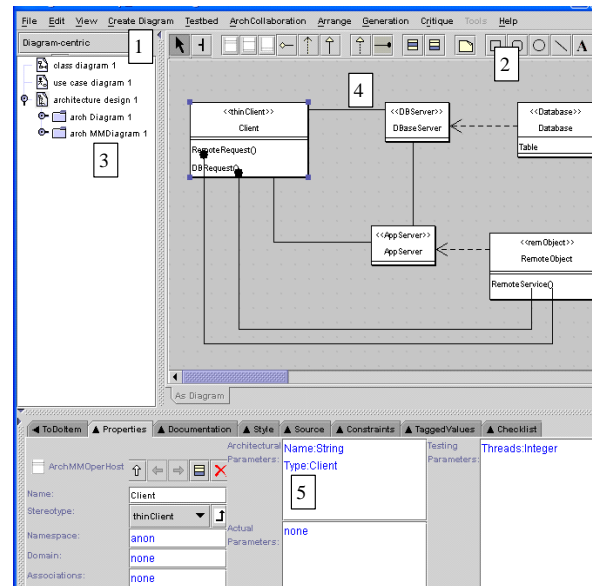 File Edit View Create Diagram Testbed ArchCollaboration Arrange Generation Critique Tools Help
Diagram-centric
1
A
2
class diagram 1
use case diagram 1
architecture design 1
arch Diagram 1
arch MMDiagram 1
3
4
<<thinClient>>
Client
RemoteRequest()
DBRequest()
<<DBServer>>
DBaseServer
<<Database>>
Database
Table
<<AppServer>>
AppServer
<<remObject>>
RemoteObject
RemoteService()
As Diagram
ToDoItem Properties Documentation Style Source Constraints TaggedValues Checklist
ArchMMOperHost
Name:
Client
Stereotype:
thinClient
Namespace:
anon
Domain:
none
Associations:
none
Architectural
Parameters:
Name:String
Type:Client
5
Actual
Parameters:
none
Testing
Parameters:
Threads:Integer